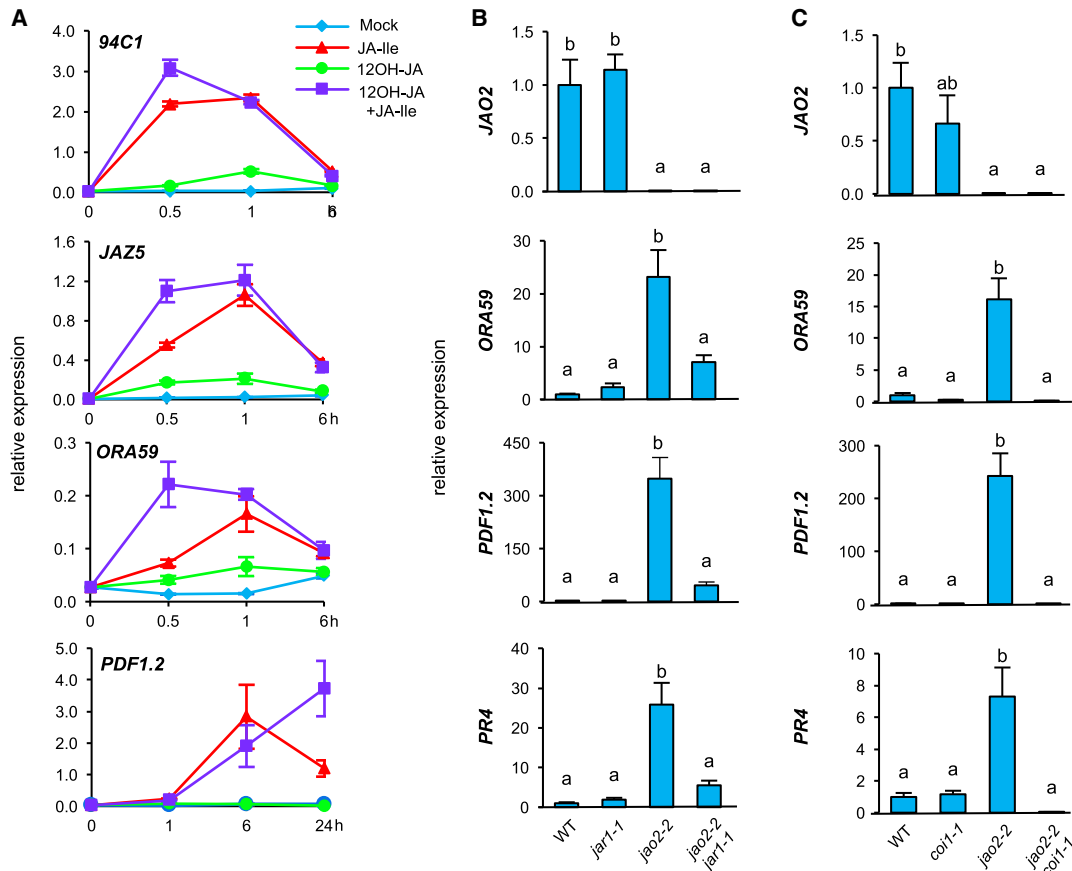 A
94C1
Mock
JA-Ile
12OH-JA
12OH-JA
+JA-Ile
4.0
3.0
2.0
1.0
0.0
0 0.5 1 6
h
JAZ5
1.6
1.2
0.8
0.4
0.0
0 0.5 1 6h
ORA59
0.3
0.2
0.1
0.0
0 0.5 1 6h
PDF1.2
5.0
4.0
3.0
2.0
1.0
0.0
0 1 6 24h
relative expression
B
JAO2
1.5
1.0
0.5
0.0
b b a a
ORA59
30
20
10
0
a a b a
PDF1.2
450
300
150
0
a a b a
PR4
40
30
20
10
0
a a b a
WT jar1-1 jao2-2 jao2-2
jar1-1
relative expression
C
JAO2
1.5
1.0
0.5
0.0
b ab a a
ORA59
25
20
15
10
5
0
a a b a
PDF1.2
300
200
100
0
a a b a
PR4
10
8
6
4
2
0
a a b a
WT coi1-1 jao2-2 jao2-2
coi1-1